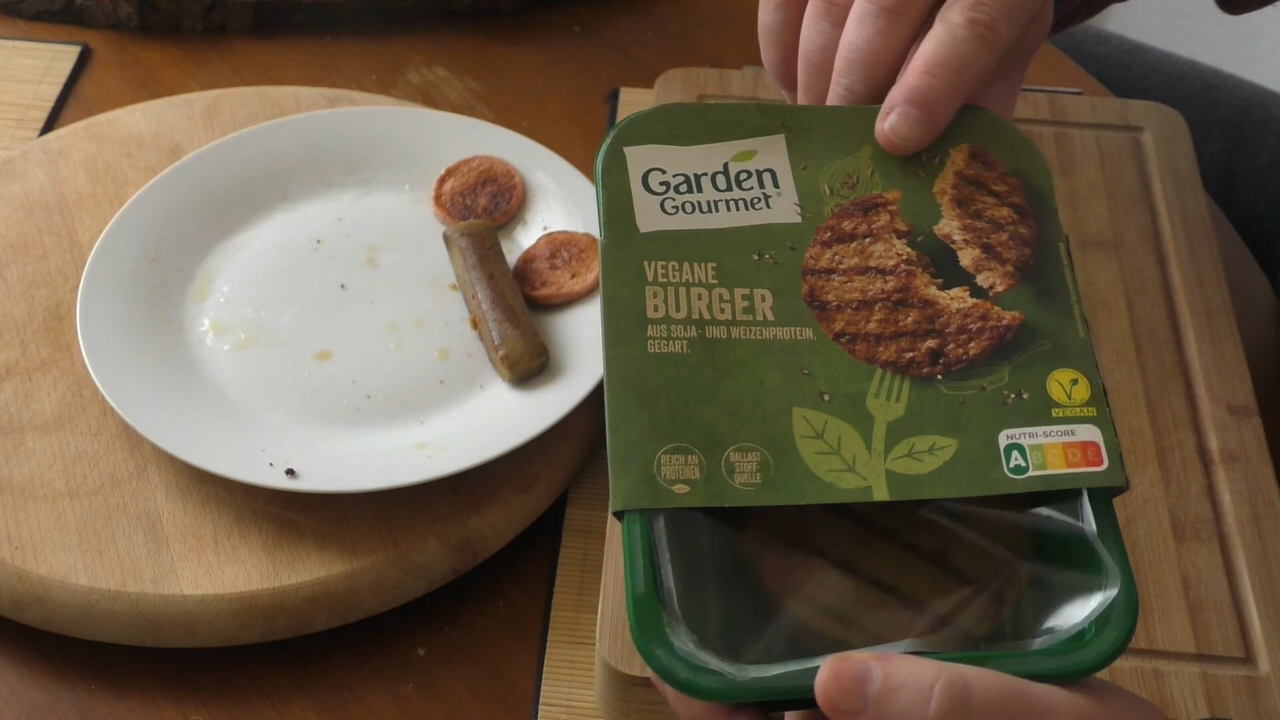 Garden
Gourmet®
VEGANE
BURGER
AUS SOJA- UND WEIZENPROTEIN,
GEGART.
VEGAN
NUTRI-SCORE
A B C D E
REICH AN
PROTEINEN
BALLAST-
STOFF-
QUELLE